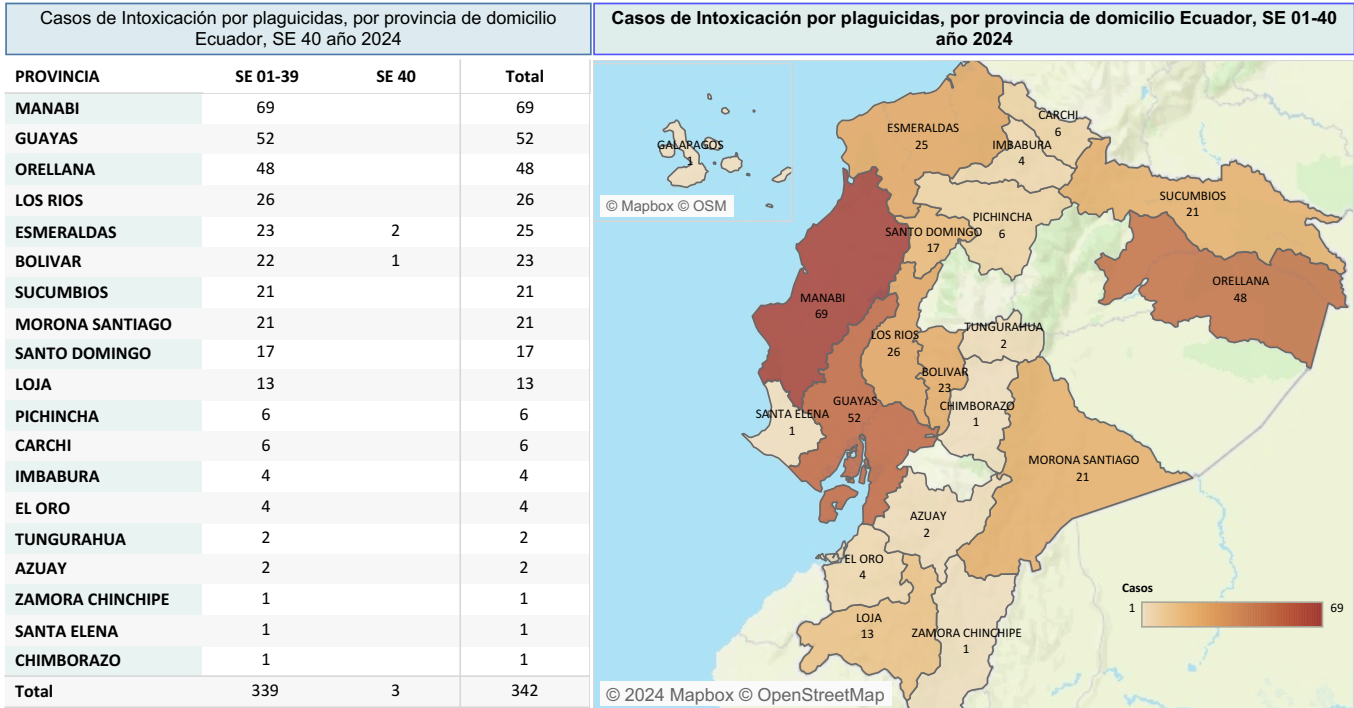 Casos de Intoxicación por plaguicidas, por provincia de domicilio
Ecuador, SE 40 año 2024
PROVINCIA SE 01-39 SE 40 Total
MANABI 69 69
GUAYAS 52 52
ORELLANA 48 48
LOS RIOS 26 26
ESMERALDAS 23 2 25
BOLIVAR 22 1 23
SUCUMBIOS 21 21
MORONA SANTIAGO 21 21
SANTO DOMINGO 17 17
LOJA 13 13
PICHINCHA 6 6
CARCHI 6 6
IMBABURA 4 4
EL ORO 4 4
TUNGURAHUA 2 2
AZUAY 2 2
ZAMORA CHINCHIPE 1 1
SANTA ELENA 1 1
CHIMBORAZO 1 1
Total 339 3 342
Casos de Intoxicación por plaguicidas, por provincia de domicilio Ecuador, SE 01-40
año 2024
CARCHI
6
ESMERALDAS
25
IMBABURA
4
GALAPAGOS
1
© Mapbox © OSM
SUCUMBIOS
21
PICHINCHA
6
SANTO DOMINGO
17
ORELLANA
48
MANABI
69
TUNGURAHUA
2
LOS RIOS
26
BOLIVAR
23
GUAYAS
52
CHIMBORAZO
1
SANTA ELENA
1
MORONA SANTIAGO
21
AZUAY
2
EL ORO
4
Casos
1 69
LOJA
13
ZAMORA CHINCHIPE
1
© 2024 Mapbox © OpenStreetMap